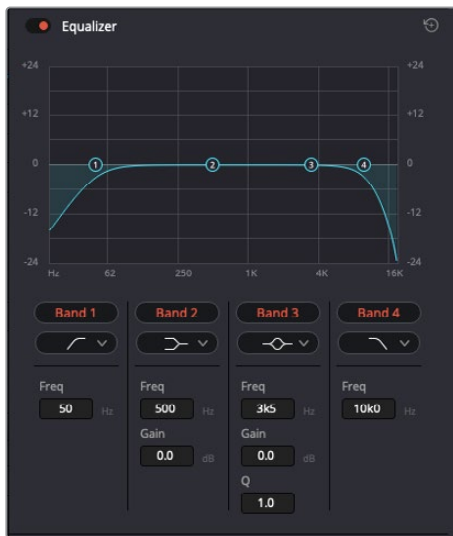 Equalizer
+24 +24
+12 +12
0 1 2 3 4 0
-12 -12
-24 -24
Hz 62 250 1K 4K 16K
Band 1 Band 2 Band 3 Band 4
Freq Freq Freq Freq
50 Hz 500 Hz 3k5 Hz 10k0 Hz
Gain Gain
0.0 dB 0.0 dB
Q
1.0